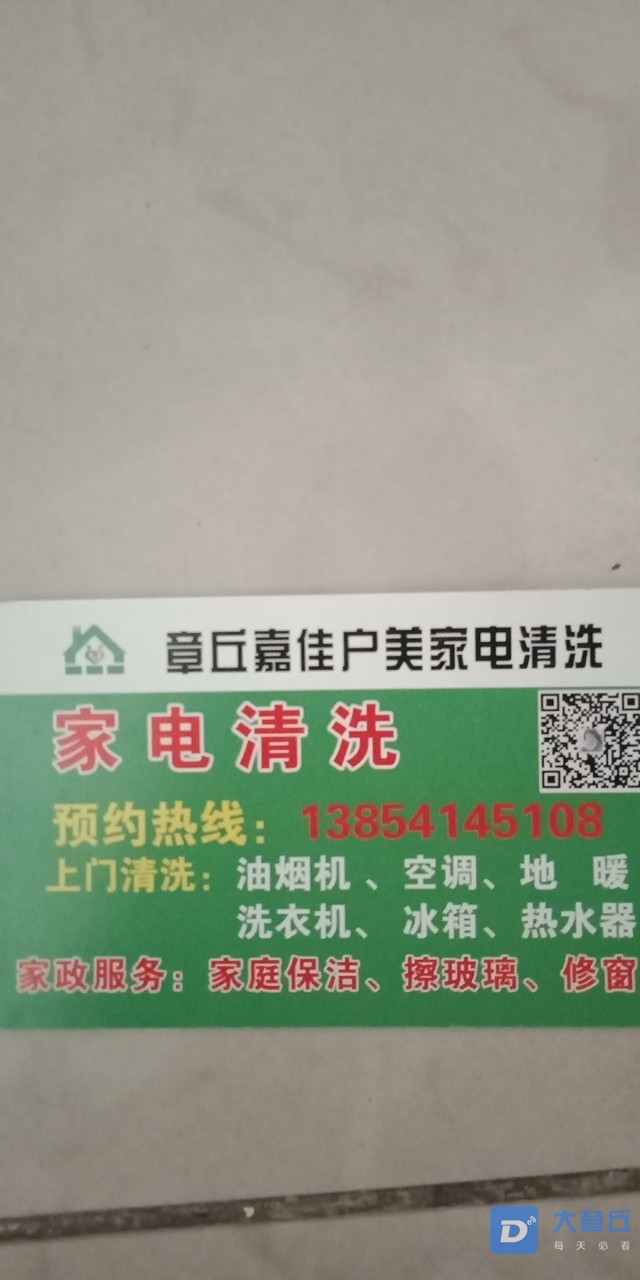 章丘嘉佳户美家电清洗
家电清洗
预约热线：13854145108
上门清洗：油烟机、空调、地 暖
洗衣机、冰箱、热水器
家政服务：家庭保洁、擦玻璃、修窗
大章丘
每天必看